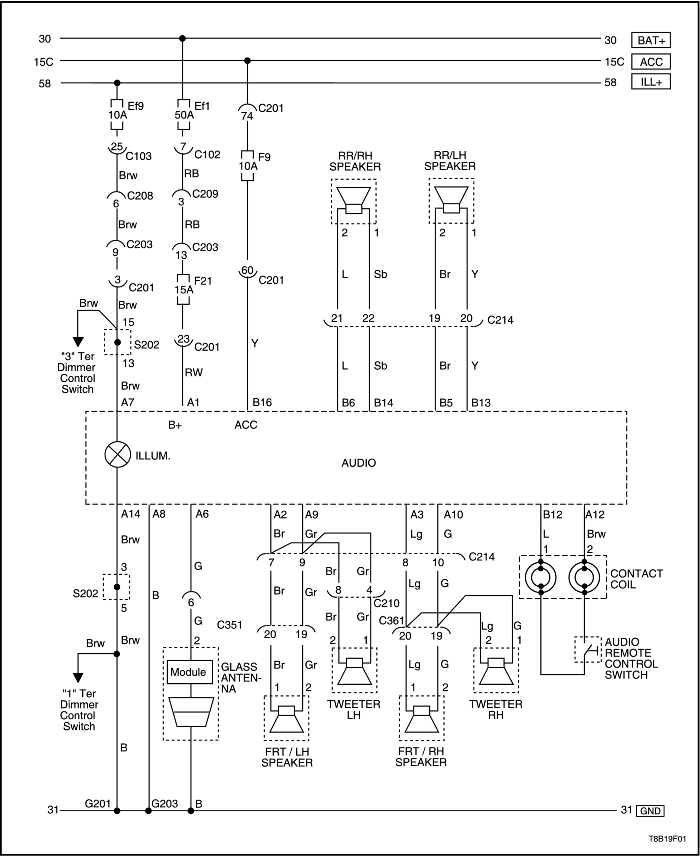 30 30 BAT+
15C 15C ACC
58 58 ILL+
Ef9 Ef1 C201
10A 50A 74
F9
10A
25 C103 7 C102
RR/RH SPEAKER
RR/LH SPEAKER
Brw RB
C208 C209
6 3
2 1 2 1
Brw RB
C203 C203
9 13
60 C201
L Sb Br Y
3 C201
F21
15A
Brw Brw
15
S202
13
21 22 19 20 C214
23 C201
Y
"3" Ter
Dimmer
Control
Switch
L Sb Br Y
RW
Brw
A7 A1 B16 B6 B14 B5 B13
B+ ACC
ILLUM.
AUDIO
A14 A8 A6 A2 A9 A3 A10 B12 A12
Brw Br Gr Lg G L Brw
1 2
7 9 8 10 C214
3
S202
5
G
B
Br Gr
8 4
C210
Lg G
CONTACT
COIL
Br Gr
6
G
2
C351
20 19
Br Gr
2 1
C361
20 19
Lg G
2 1
Brw Brw
"1" Ter
Dimmer
Control
Switch
Module
GLASS
ANTEN-
NA
Br Gr
1 2
TWEETER
LH
Lg G
1 2
TWEETER
RH
AUDIO
REMOTE
CONTROL
SWITCH
B
FRT / LH
SPEAKER
FRT / RH
SPEAKER
31 G201 G203 B 31 GND
T8B19F01